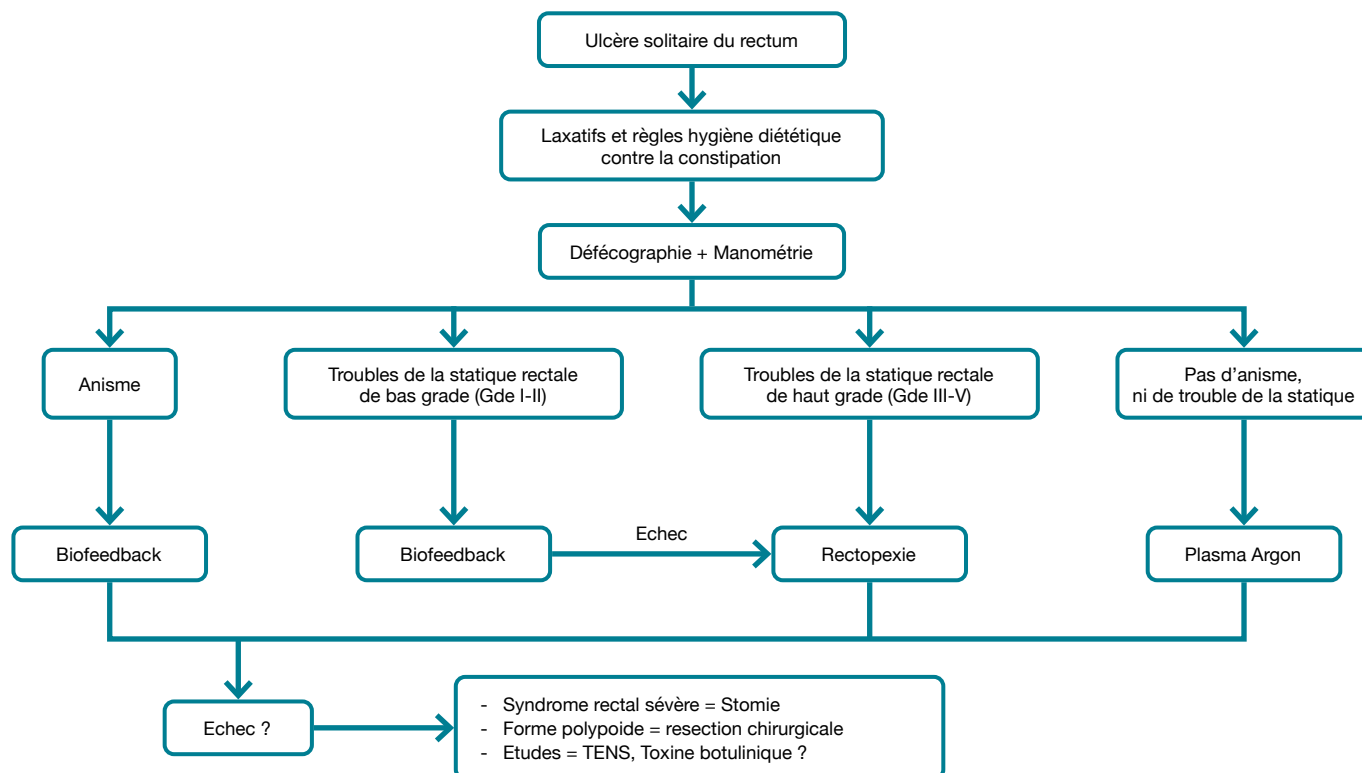 Ulcère solitaire du rectum
Laxatifs et règles hygiène diététique
contre la constipation
Défécographie + Manométrie
Anisme
Troubles de la statique rectale
de bas grade (Gde I-II)
Troubles de la statique rectale
de haut grade (Gde III-V)
Pas d'anisme,
ni de trouble de la statique
Biofeedback
Biofeedback
Echec
Rectopexie
Plasma Argon
Echec ?
- Syndrome rectal sévère = Stomie
- Forme polypoide = resection chirurgicale
- Etudes = TENS, Toxine botulinique ?